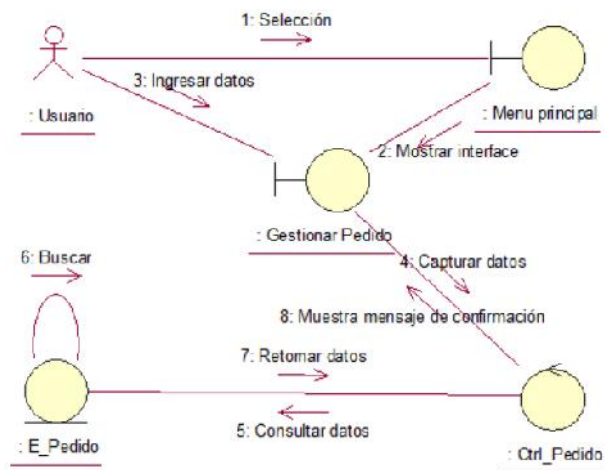 1: Selección
3: Ingresar datos
: Usuario
: Menu principal
2: Mostrar interface
: Gestionar Pedido
6: Buscar
4: Capturar datos
8: Muestra mensaje de confirmación
7: Retornar datos
5: Consultar datos
: E_Pedido
: Ctrl_Pedido